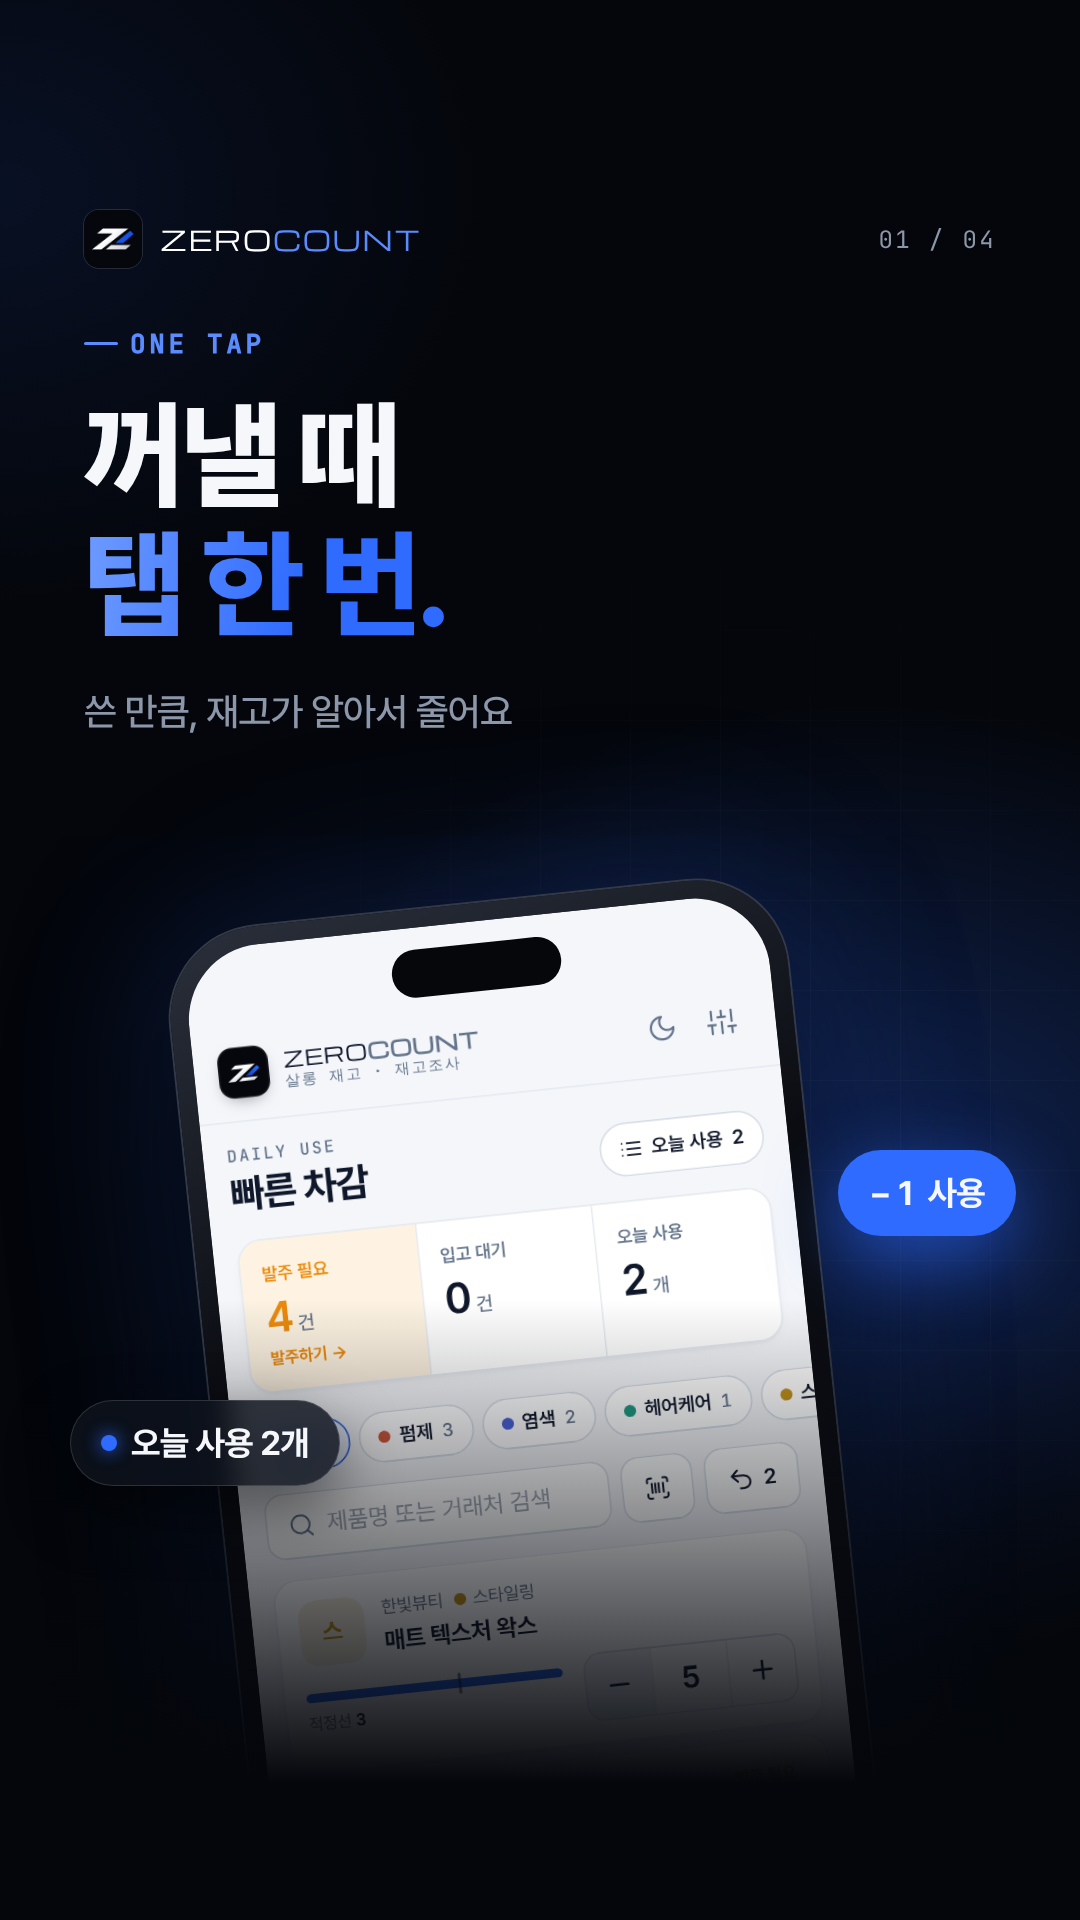 ZEROCOUNT
01 / 04
ONE TAP
꺼낼 때
탭 한 번.
쓴 만큼, 재고가 알아서 줄어요
ZEROCOUNT
살롱 재고 · 재고조사
DAILY USE
빠른 차감
오늘 사용 2
발주 필요
4건
발주하기 →
입고 대기
0건
오늘 사용
2개
– 1 사용
오늘 사용 2개
펌제 3
염색 2
헤어케어 1
제품명 또는 거래처 검색
2
스
한빛뷰티 스타일링
매트 텍스처 왁스
적정선 3
– 5 +